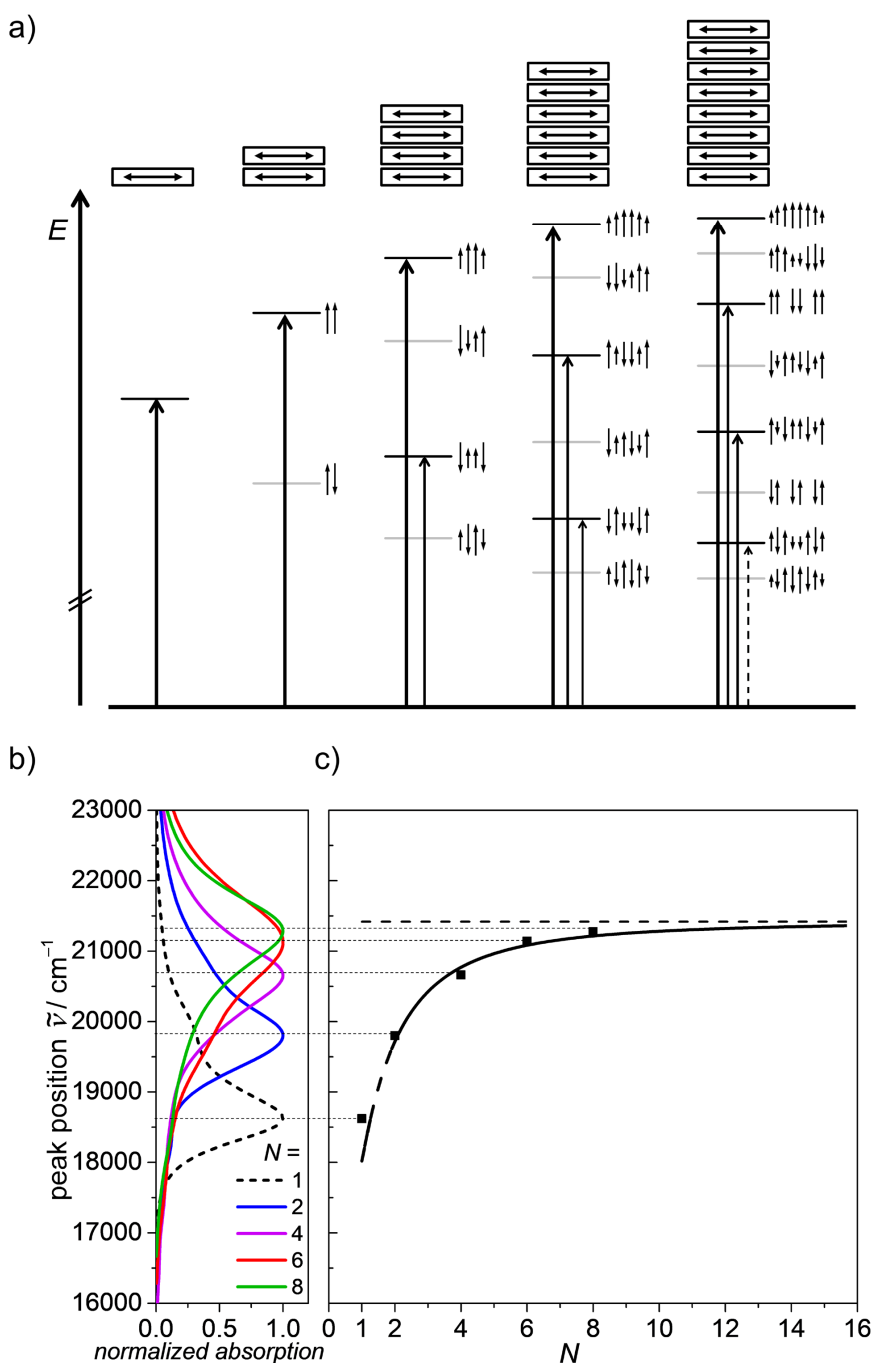 a)
E
b)
c)
23000
22000
21000
20000
19000
18000
17000
16000
peak position ṽ / cm⁻¹
N =
1
2
4
6
8
0.0 0.5 1.0
normalized absorption
0 1 2 4 6 8 10 12 14 16
N